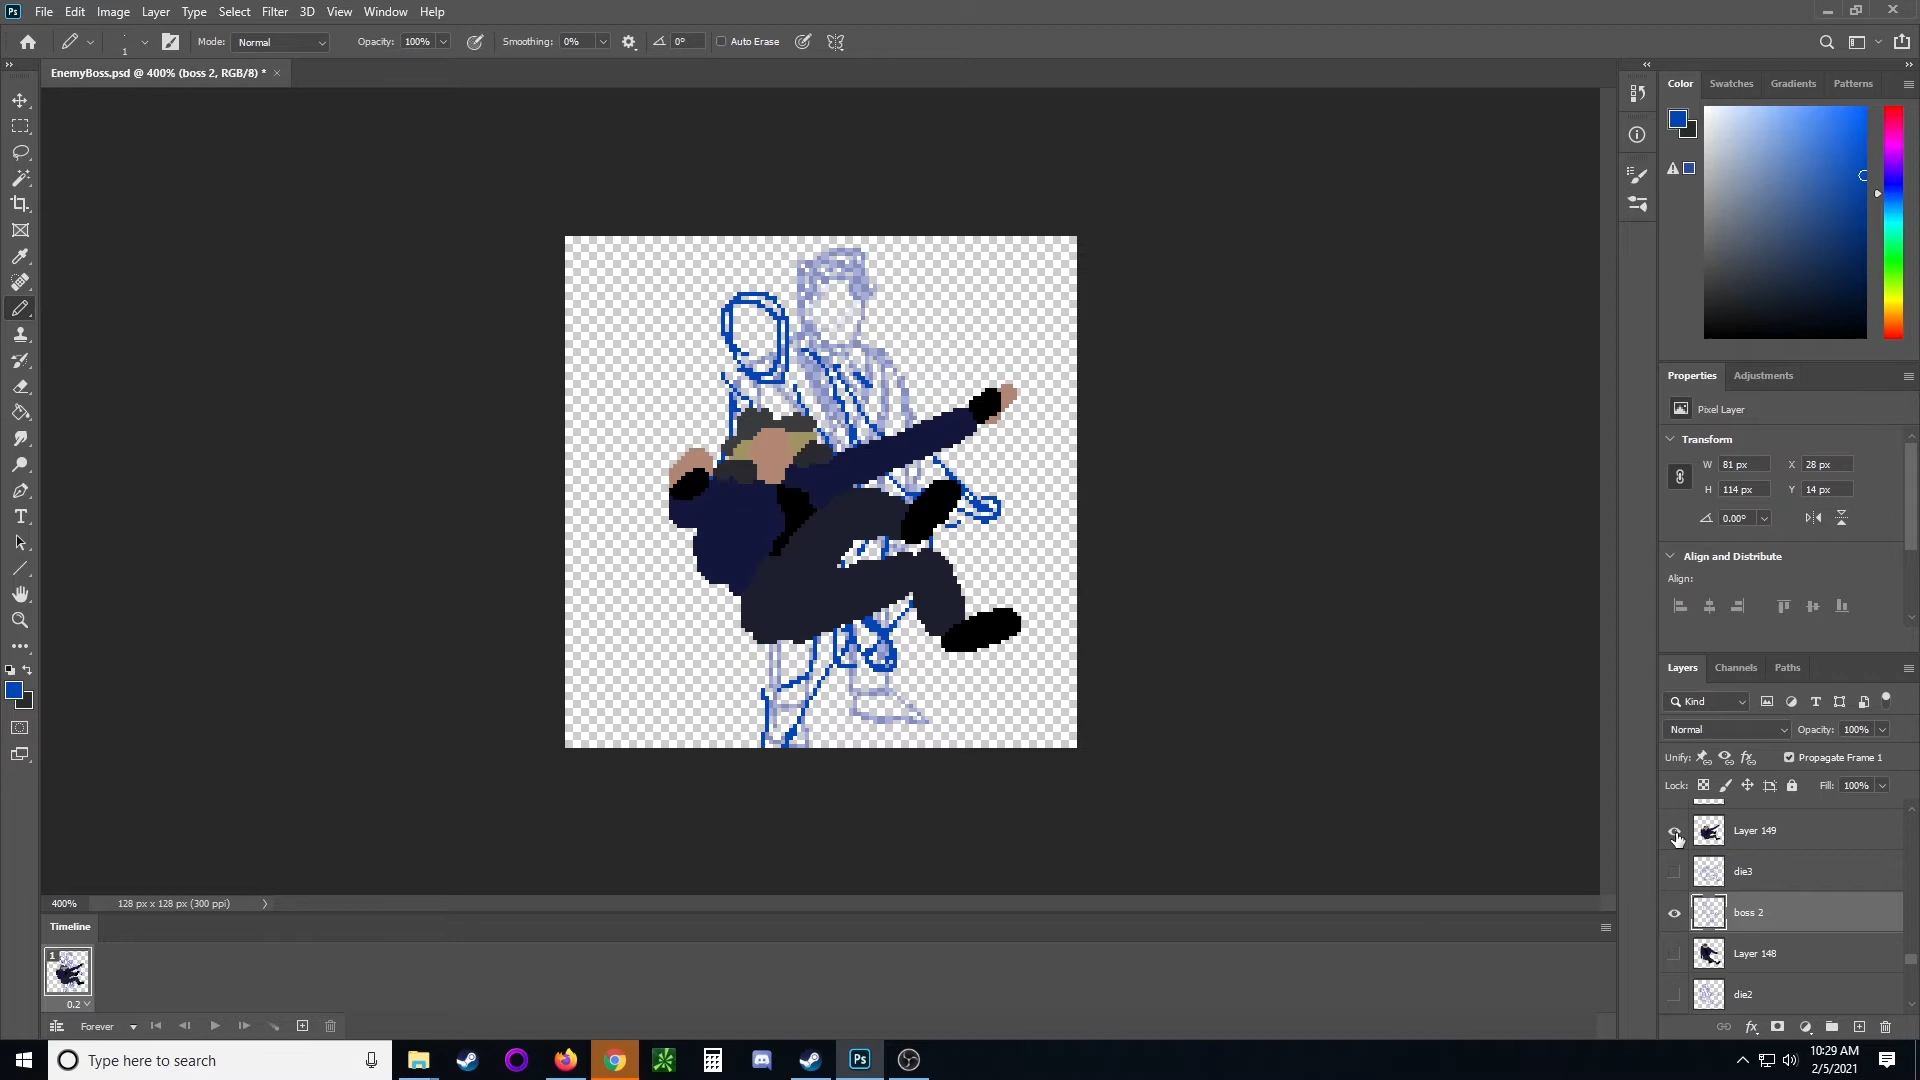 Ps File Edit Image Layer Type Select Filter 3D View Window Help
1 Mode: Normal Opacity: 100% Smoothing: 0% 0° Auto Erase
EnemyBoss.psd @ 400% (boss 2, RGB/8) * ×
Color Swatches Gradients Patterns
Properties Adjustments
Pixel Layer
Transform
W 81 px X 28 px
H 114 px Y 14 px
0.00°
Align and Distribute
Align:
Layers Channels Paths
Kind
Normal Opacity: 100%
Unify: Propagate Frame 1
Lock: Fill: 100%
Layer 149
die3
boss 2
Layer 148
die2
400% 128 px x 128 px (300 ppi)
Timeline
1
0.2
Forever
Type here to search
Ps
10:29 AM
2/5/2021